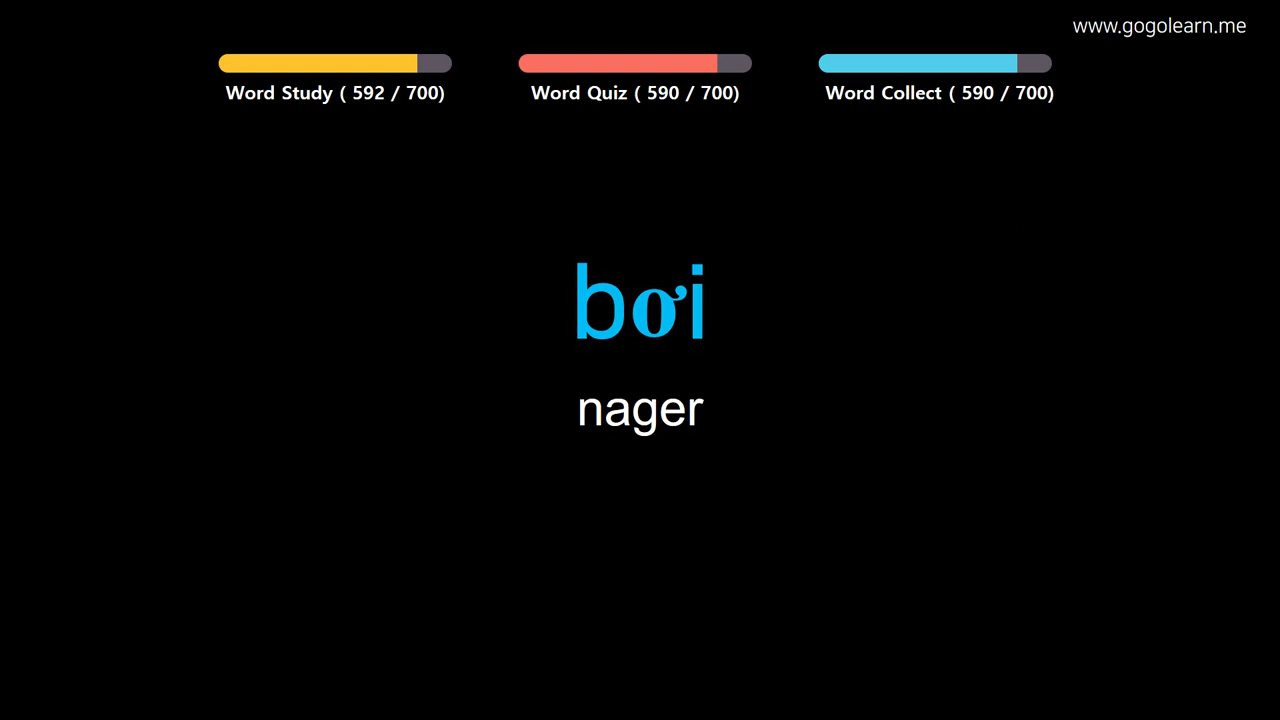 www.gogolearn.me
Word Study ( 592 / 700)
Word Quiz ( 590 / 700)
Word Collect ( 590 / 700)
bơi
nager